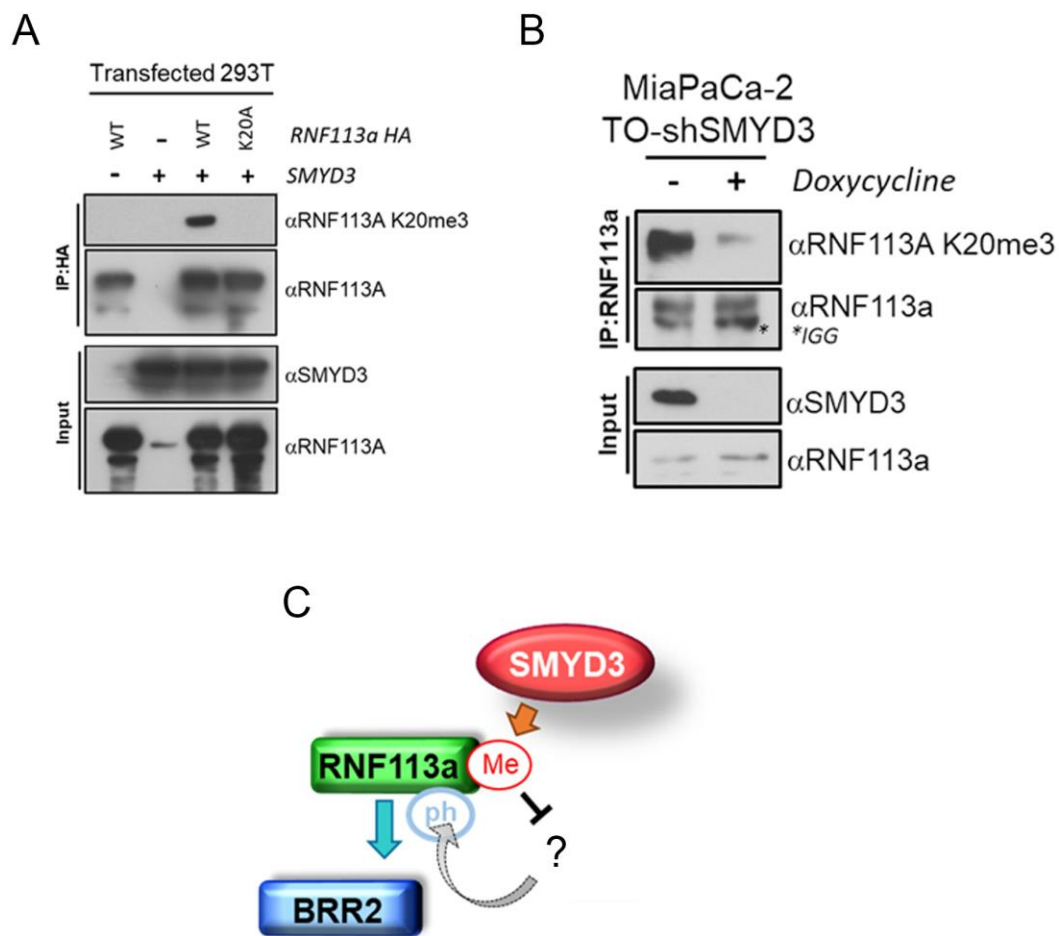 A
Transfected 293T
WT - WT K20A RNF113a HA
- + + + SMYD3
IP:HA
αRNF113A K20me3
αRNF113A
Input
αSMYD3
αRNF113A
B
MiaPaCa-2
TO-shSMYD3
- + Doxycycline
IP:RNF113a
αRNF113A K20me3
αRNF113a
* *IGG
Input
αSMYD3
αRNF113a
C
SMYD3
RNF113a Me
ph
?
BRR2